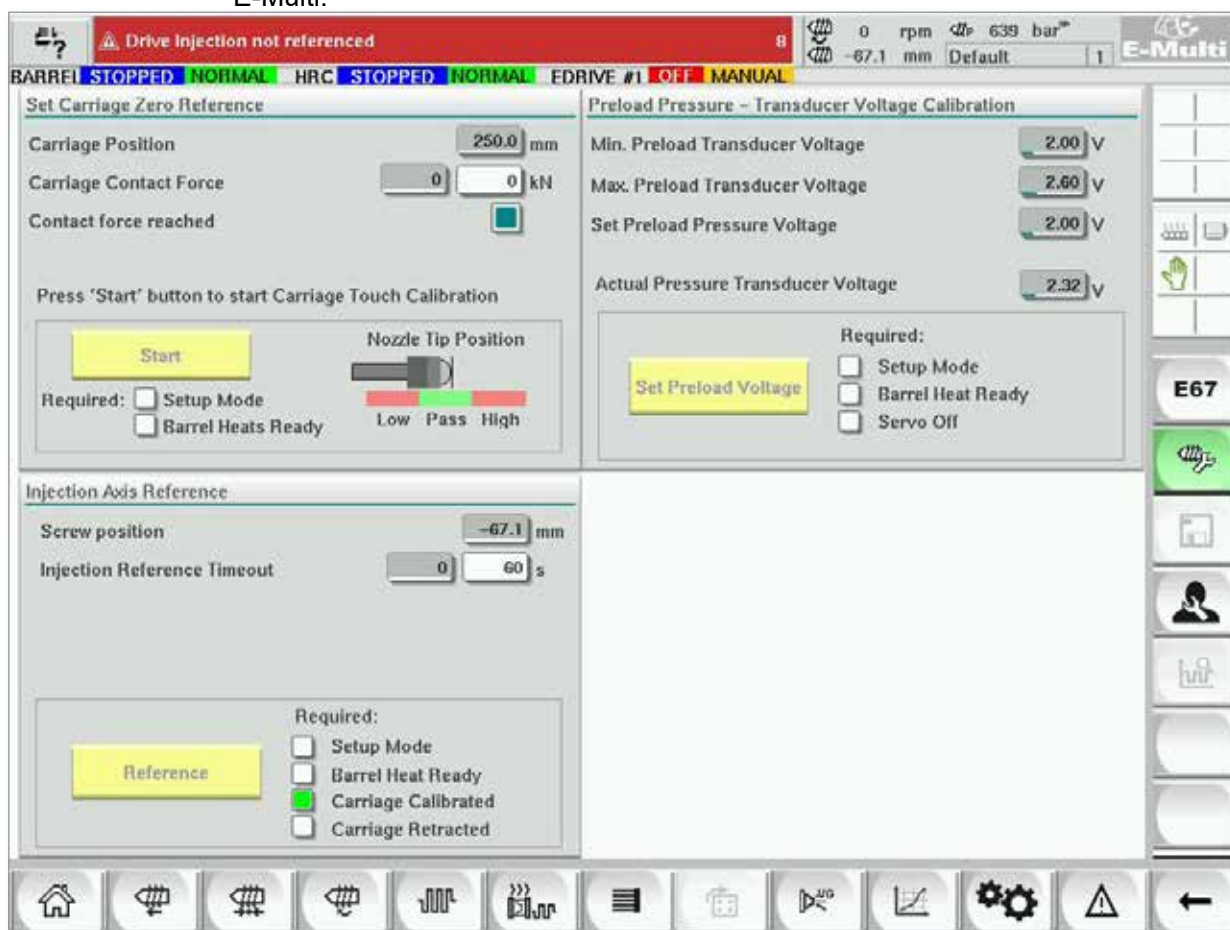 E-Multi.
?
Drive Injection not referenced 8
0 rpm 639 bar
-67.1 mm Default 1
E-Multi
BARREL STOPPED NORMAL HRC STOPPED NORMAL EDRIVE #1 OFF MANUAL
Set Carriage Zero Reference
Carriage Position 250.0 mm
Carriage Contact Force 0 0 kN
Contact force reached
Press 'Start' button to start Carriage Touch Calibration
Start
Required: Setup Mode
Barrel Heats Ready
Nozzle Tip Position
Low Pass High
Preload Pressure - Transducer Voltage Calibration
Min. Preload Transducer Voltage 2.00 V
Max. Preload Transducer Voltage 2.60 V
Set Preload Pressure Voltage 2.00 V
Actual Pressure Transducer Voltage 2.32 V
Set Preload Voltage
Required:
Setup Mode
Barrel Heat Ready
Servo Off
Injection Axis Reference
Screw position -67.1 mm
Injection Reference Timeout 0 60 s
Reference
Required:
Setup Mode
Barrel Heat Ready
Carriage Calibrated
Carriage Retracted
E67